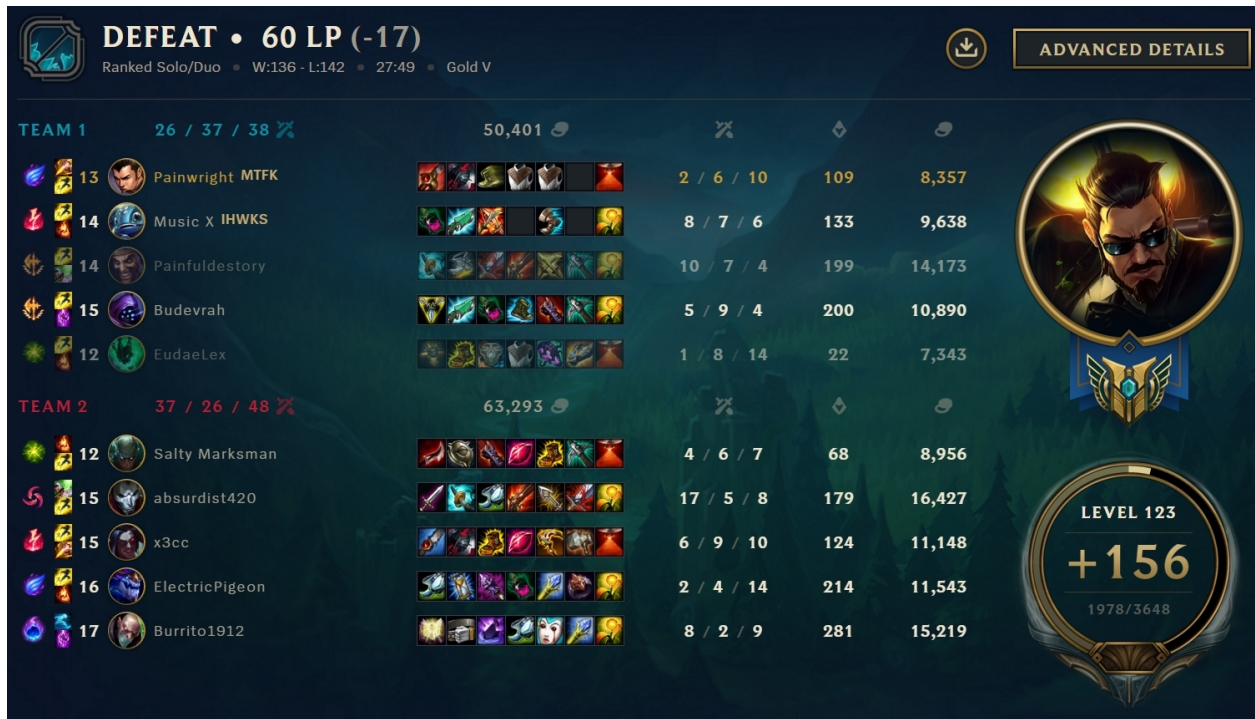 DEFEAT • 60 LP (-17)
Ranked Solo/Duo • W:136 - L:142 • 27:49 • Gold V
ADVANCED DETAILS
TEAM 1 26 / 37 / 38 50,401
13 Painwright MTFK 2 / 6 / 10 109 8,357
14 Music X IHWKS 8 / 7 / 6 133 9,638
14 Painfuldestory 10 / 7 / 4 199 14,173
15 Budevrah 5 / 9 / 4 200 10,890
12 EudaeLex 1 / 8 / 14 22 7,343
TEAM 2 37 / 26 / 48 63,293
12 Salty Marksman 4 / 6 / 7 68 8,956
15 absurdist420 17 / 5 / 8 179 16,427
15 x3cc 6 / 9 / 10 124 11,148
16 ElectricPigeon 2 / 4 / 14 214 11,543
17 Burrito1912 8 / 2 / 9 281 15,219
LEVEL 123
+156
1978/3648